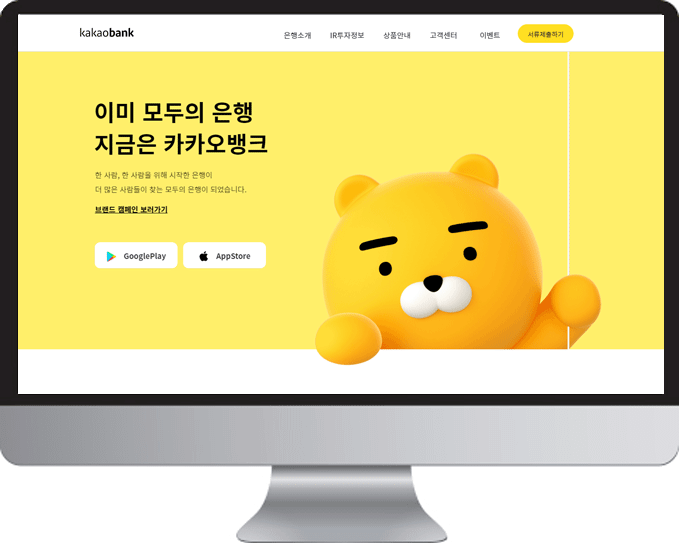 kakaobank
은행소개 IR투자정보 상품안내 고객센터 이벤트 서류제출하기
이미 모두의 은행
지금은 카카오뱅크
한 사람, 한 사람을 위해 시작한 은행이
더 많은 사람들이 찾는 모두의 은행이 되었습니다.
브랜드 캠페인 보러가기
GooglePlay AppStore